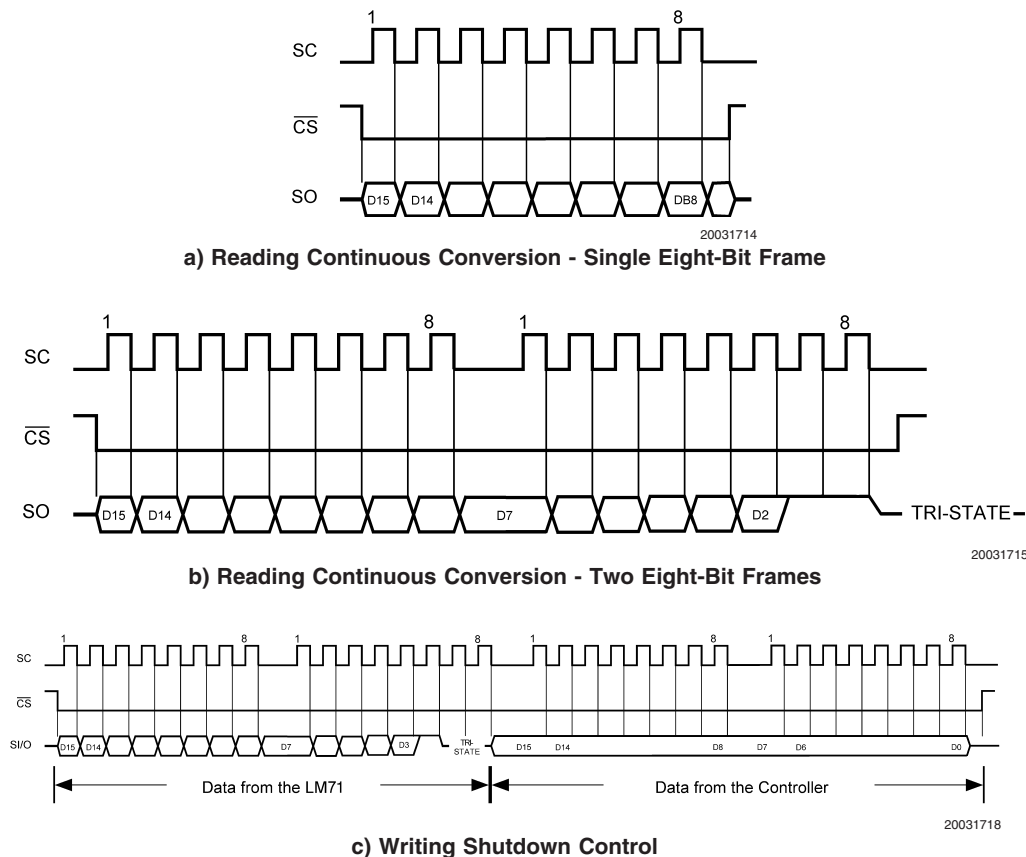 1 8
SC
CS
SO D15 D14 DB8
20031714
a) Reading Continuous Conversion - Single Eight-Bit Frame
1 8 1 8
SC
CS
SO D15 D14 D7 D2 TRI-STATE
20031715
b) Reading Continuous Conversion - Two Eight-Bit Frames
1 8 1 8 1 8 1 8
SC
CS
SI/O D15 D14 D7 D3 TRI-STATE D15 D14 D8 D7 D6 D0
Data from the LM71 Data from the Controller
20031718
c) Writing Shutdown Control